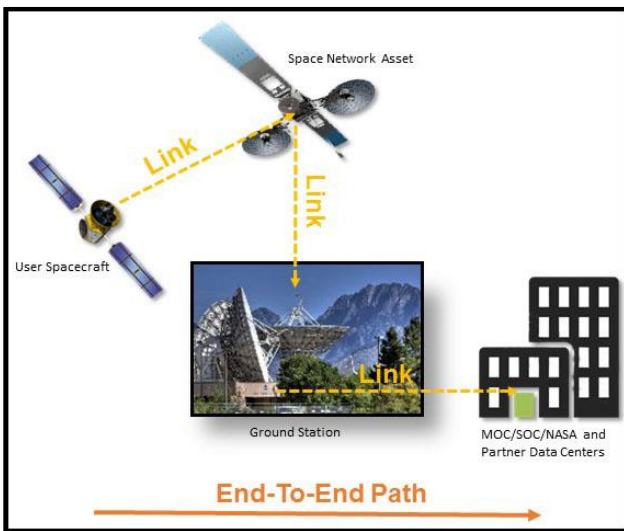 Space Network Asset
Link
Link
User Spacecraft
Link
Ground Station
MOC/SOC/NASA and
Partner Data Centers
End-To-End Path